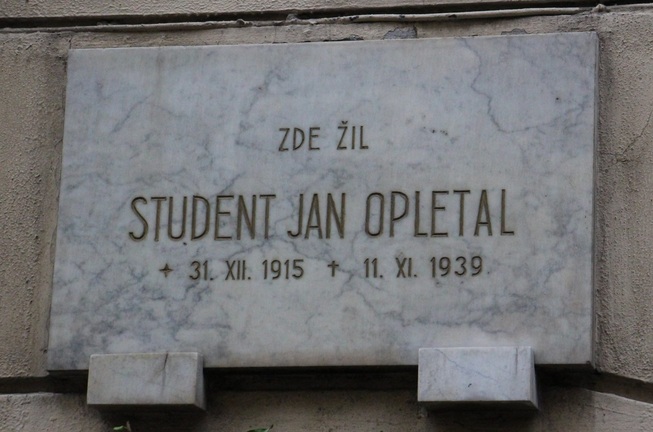 ZDE ŽIL
STUDENT JAN OPLETAL
+ 31. XII. 1915 † 11. XI. 1939